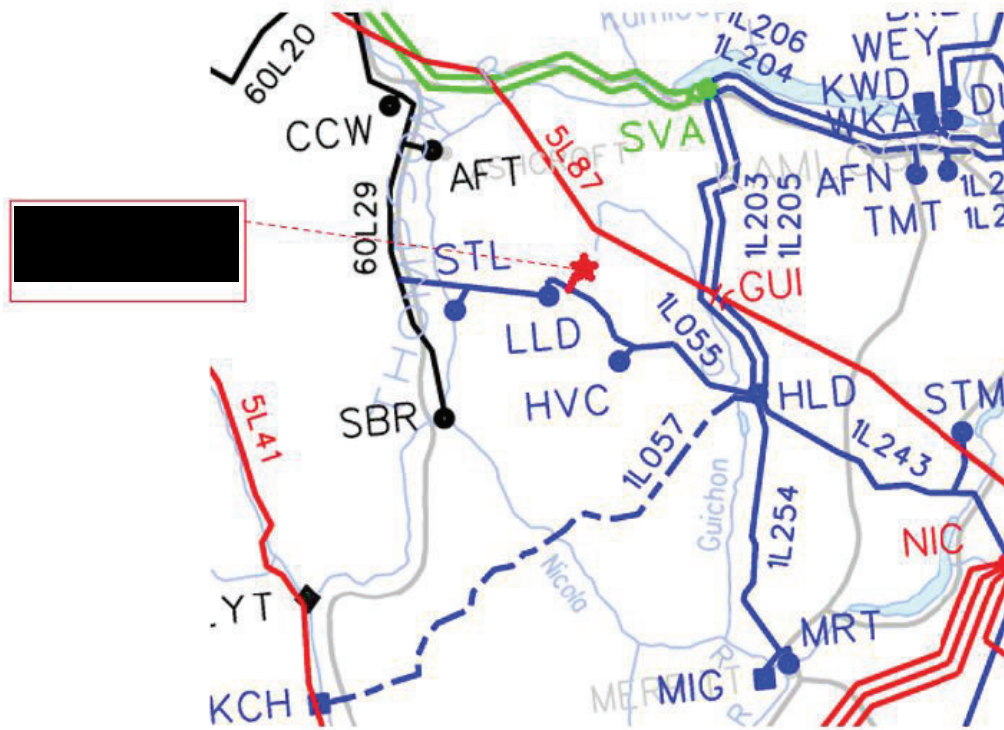 60L20
1L206
1L204
WEY
KWD
WKA
CCW
AFT
SVA
5L87
AFN
TMT
KAMLOOPS
60L29
STL
1L203
1L205
GUI
LLD
1L055
HVC
HLD
STM
SBR
5L41
1L057
1L243
Guichon
1L254
NIC
Nicola
MRT
MIG
KCH